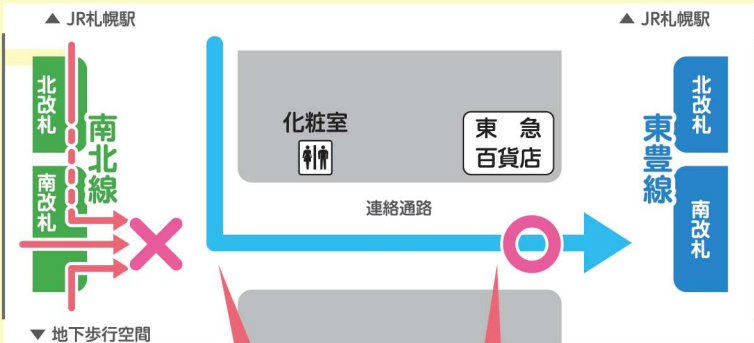 ▲ JR札幌駅
▲ JR札幌駅
北改札
南北線
南改札
化粧室
東急
百貨店
連絡通路
北改札
東豊線
南改札
▼ 地下歩行空間